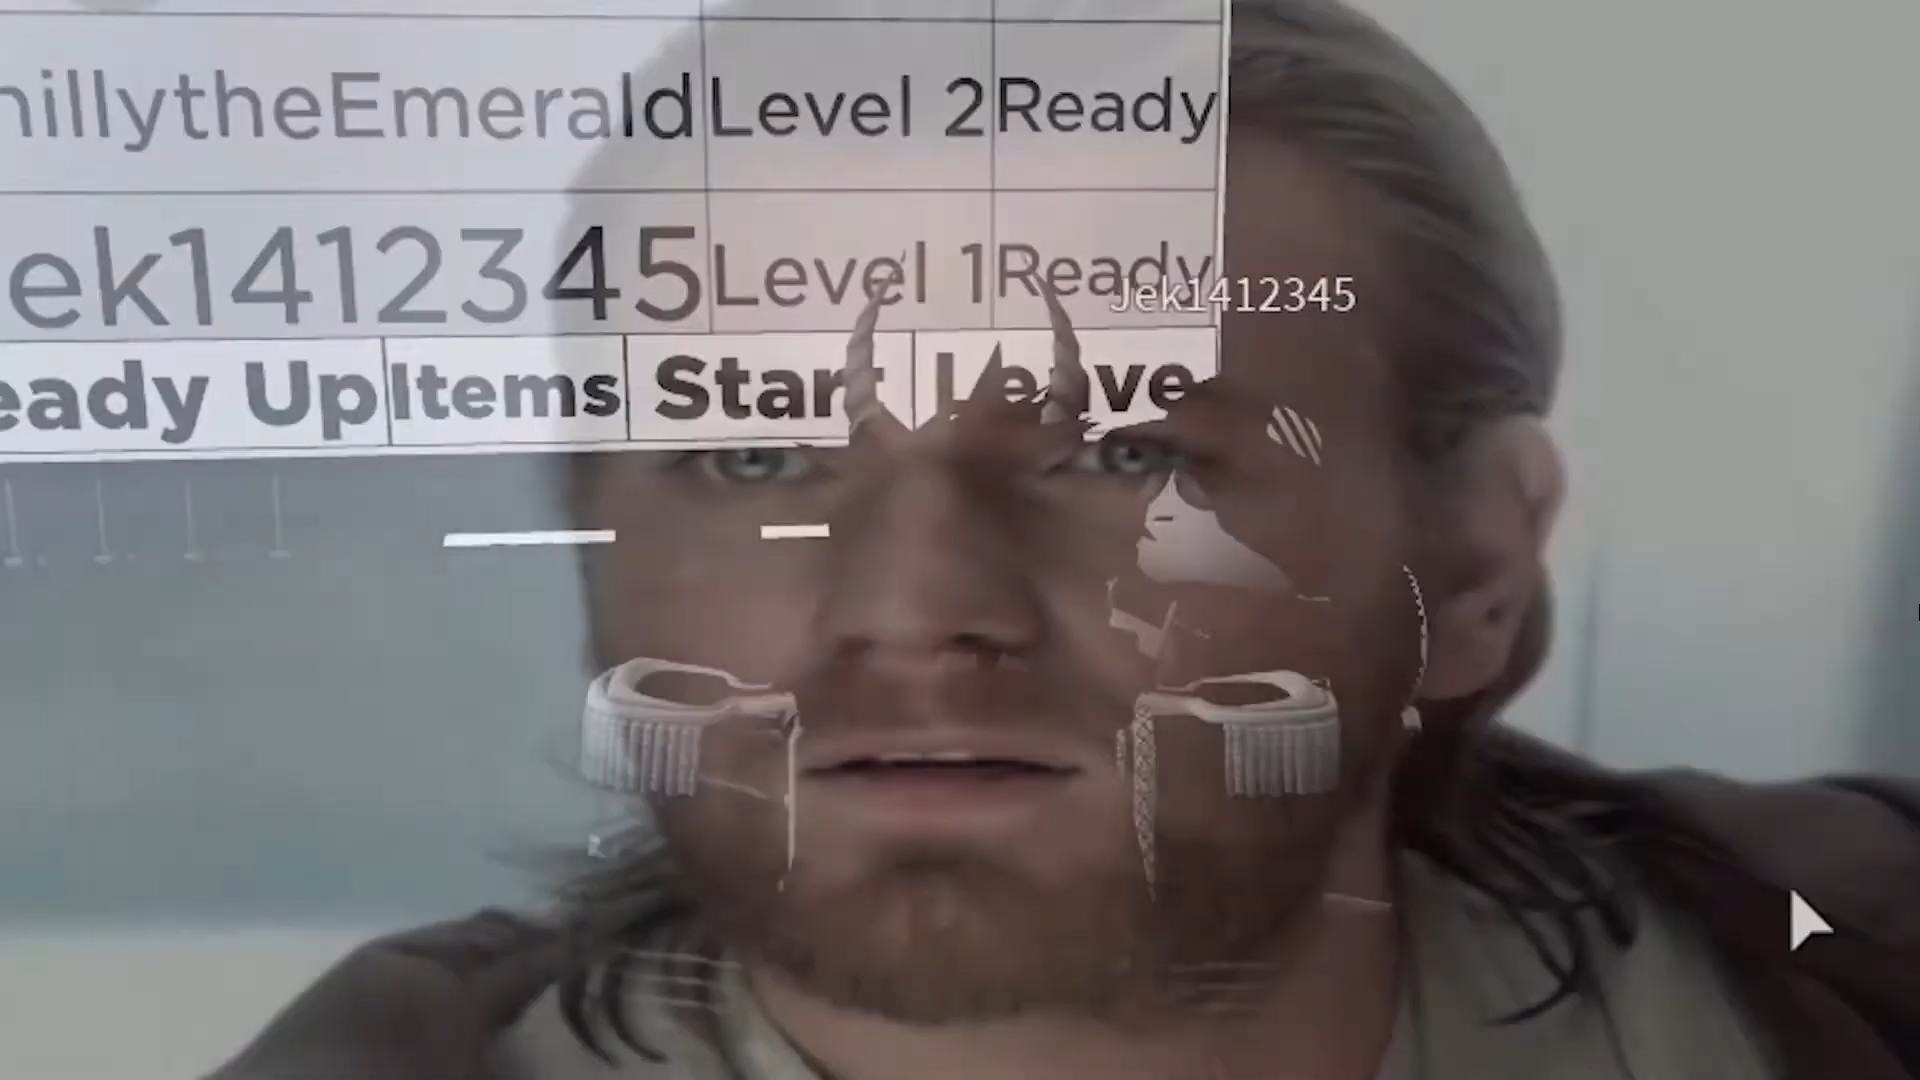 hillytheEmerald Level 2 Ready
ek1412345 Level 1 Ready
Jek1412345
eady Up Items Start Leave